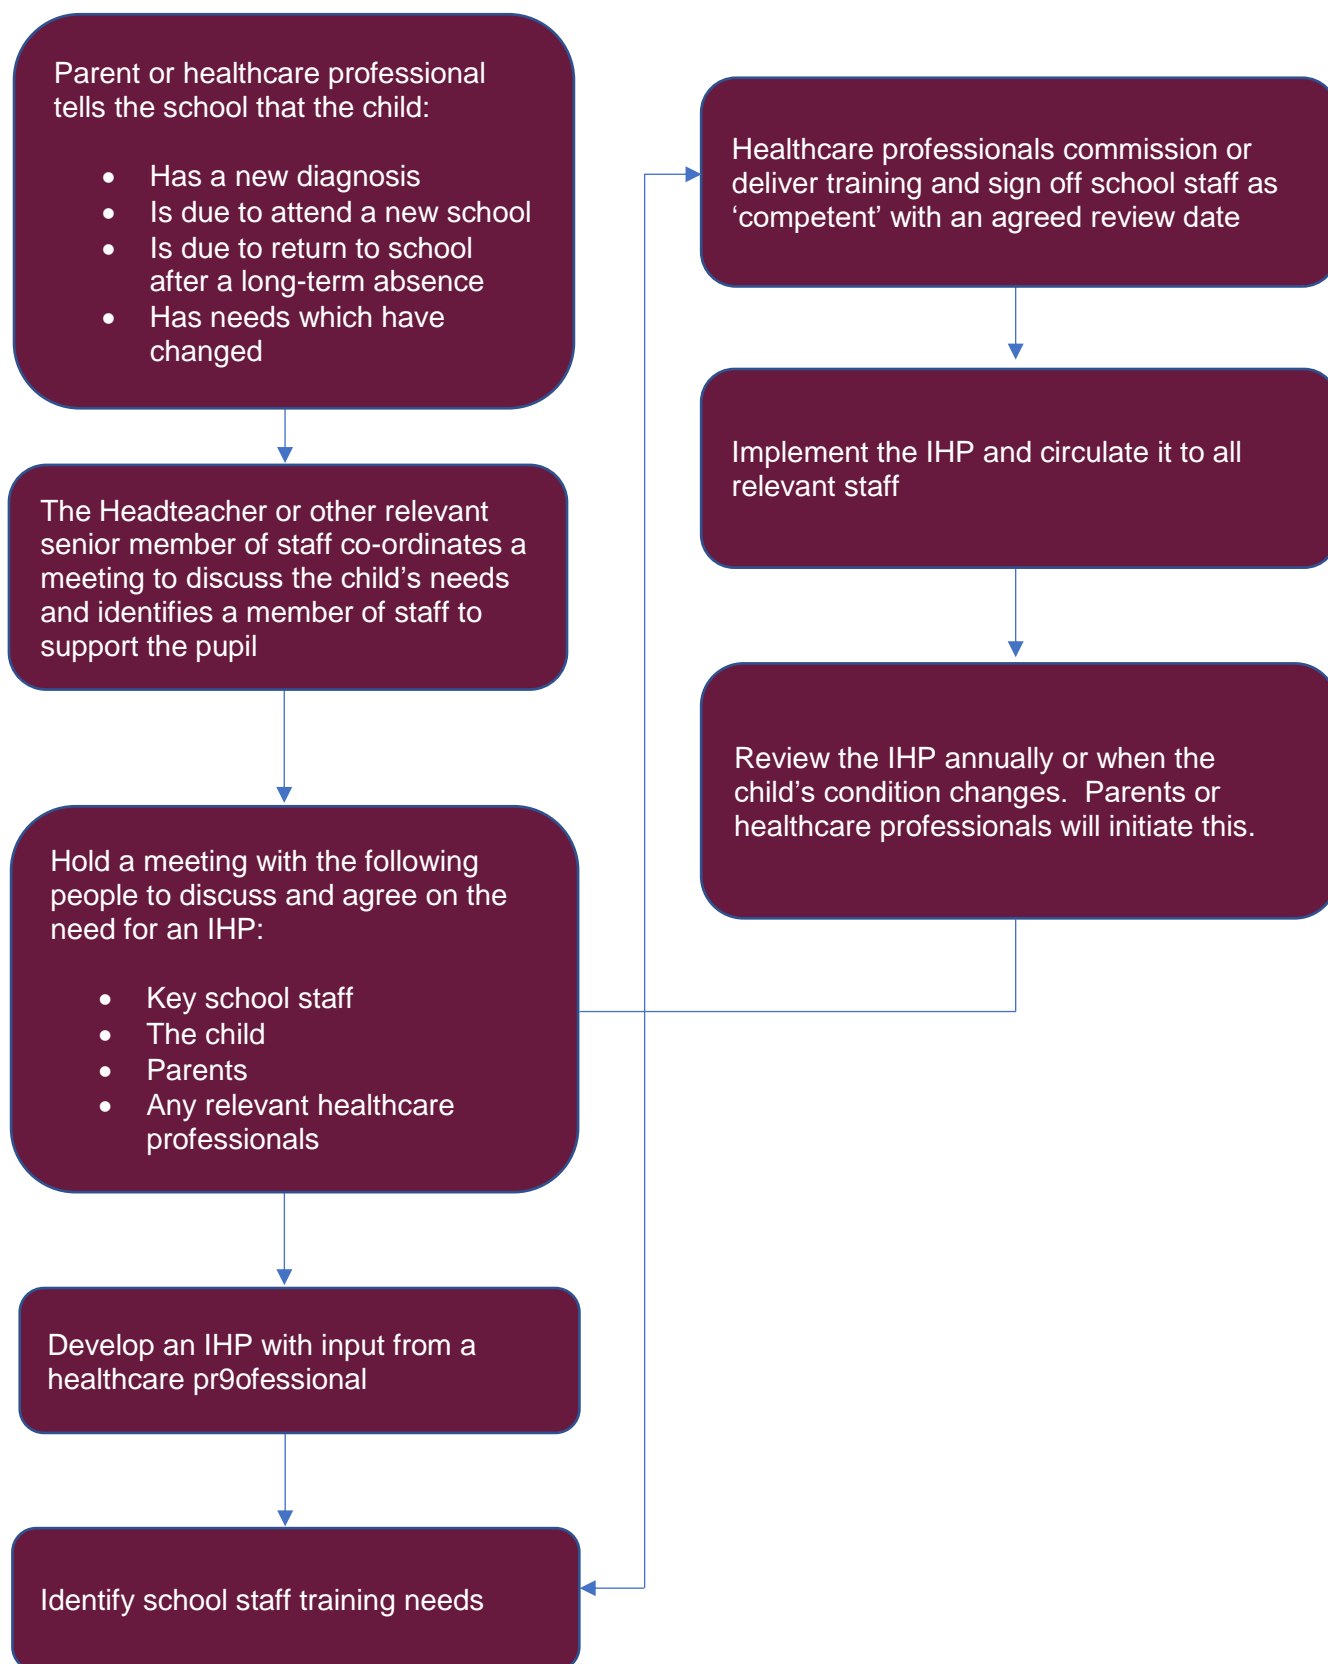 Parent or healthcare professional
tells the school that the child:
• Has a new diagnosis
• Is due to attend a new school
• Is due to return to school
after a long-term absence
• Has needs which have
changed
The Headteacher or other relevant
senior member of staff co-ordinates a
meeting to discuss the child’s needs
and identifies a member of staff to
support the pupil
Hold a meeting with the following
people to discuss and agree on the
need for an IHP:
• Key school staff
• The child
• Parents
• Any relevant healthcare
professionals
Develop an IHP with input from a
healthcare pr9ofessional
Identify school staff training needs
Healthcare professionals commission or
deliver training and sign off school staff as
‘competent’ with an agreed review date
Implement the IHP and circulate it to all
relevant staff
Review the IHP annually or when the
child’s condition changes.  Parents or
healthcare professionals will initiate this.